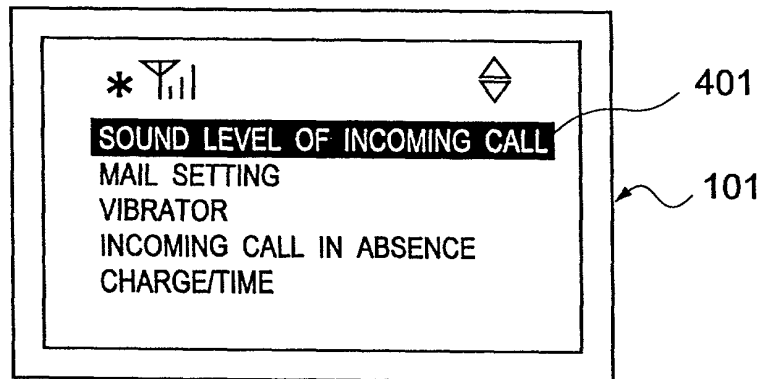 *
SOUND LEVEL OF INCOMING CALL
MAIL SETTING
VIBRATOR
INCOMING CALL IN ABSENCE
CHARGE/TIME
401
101